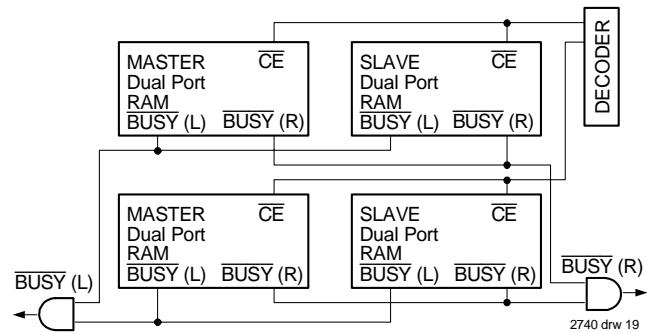 MASTER CE
Dual Port
RAM
BUSY (L) BUSY (R)
SLAVE CE
Dual Port
RAM
BUSY (L) BUSY (R)
DECODER
MASTER CE
Dual Port
RAM
BUSY (L) BUSY (R)
SLAVE CE
Dual Port
RAM
BUSY (L) BUSY (R)
BUSY (L)
BUSY (R)
2740 drw 19